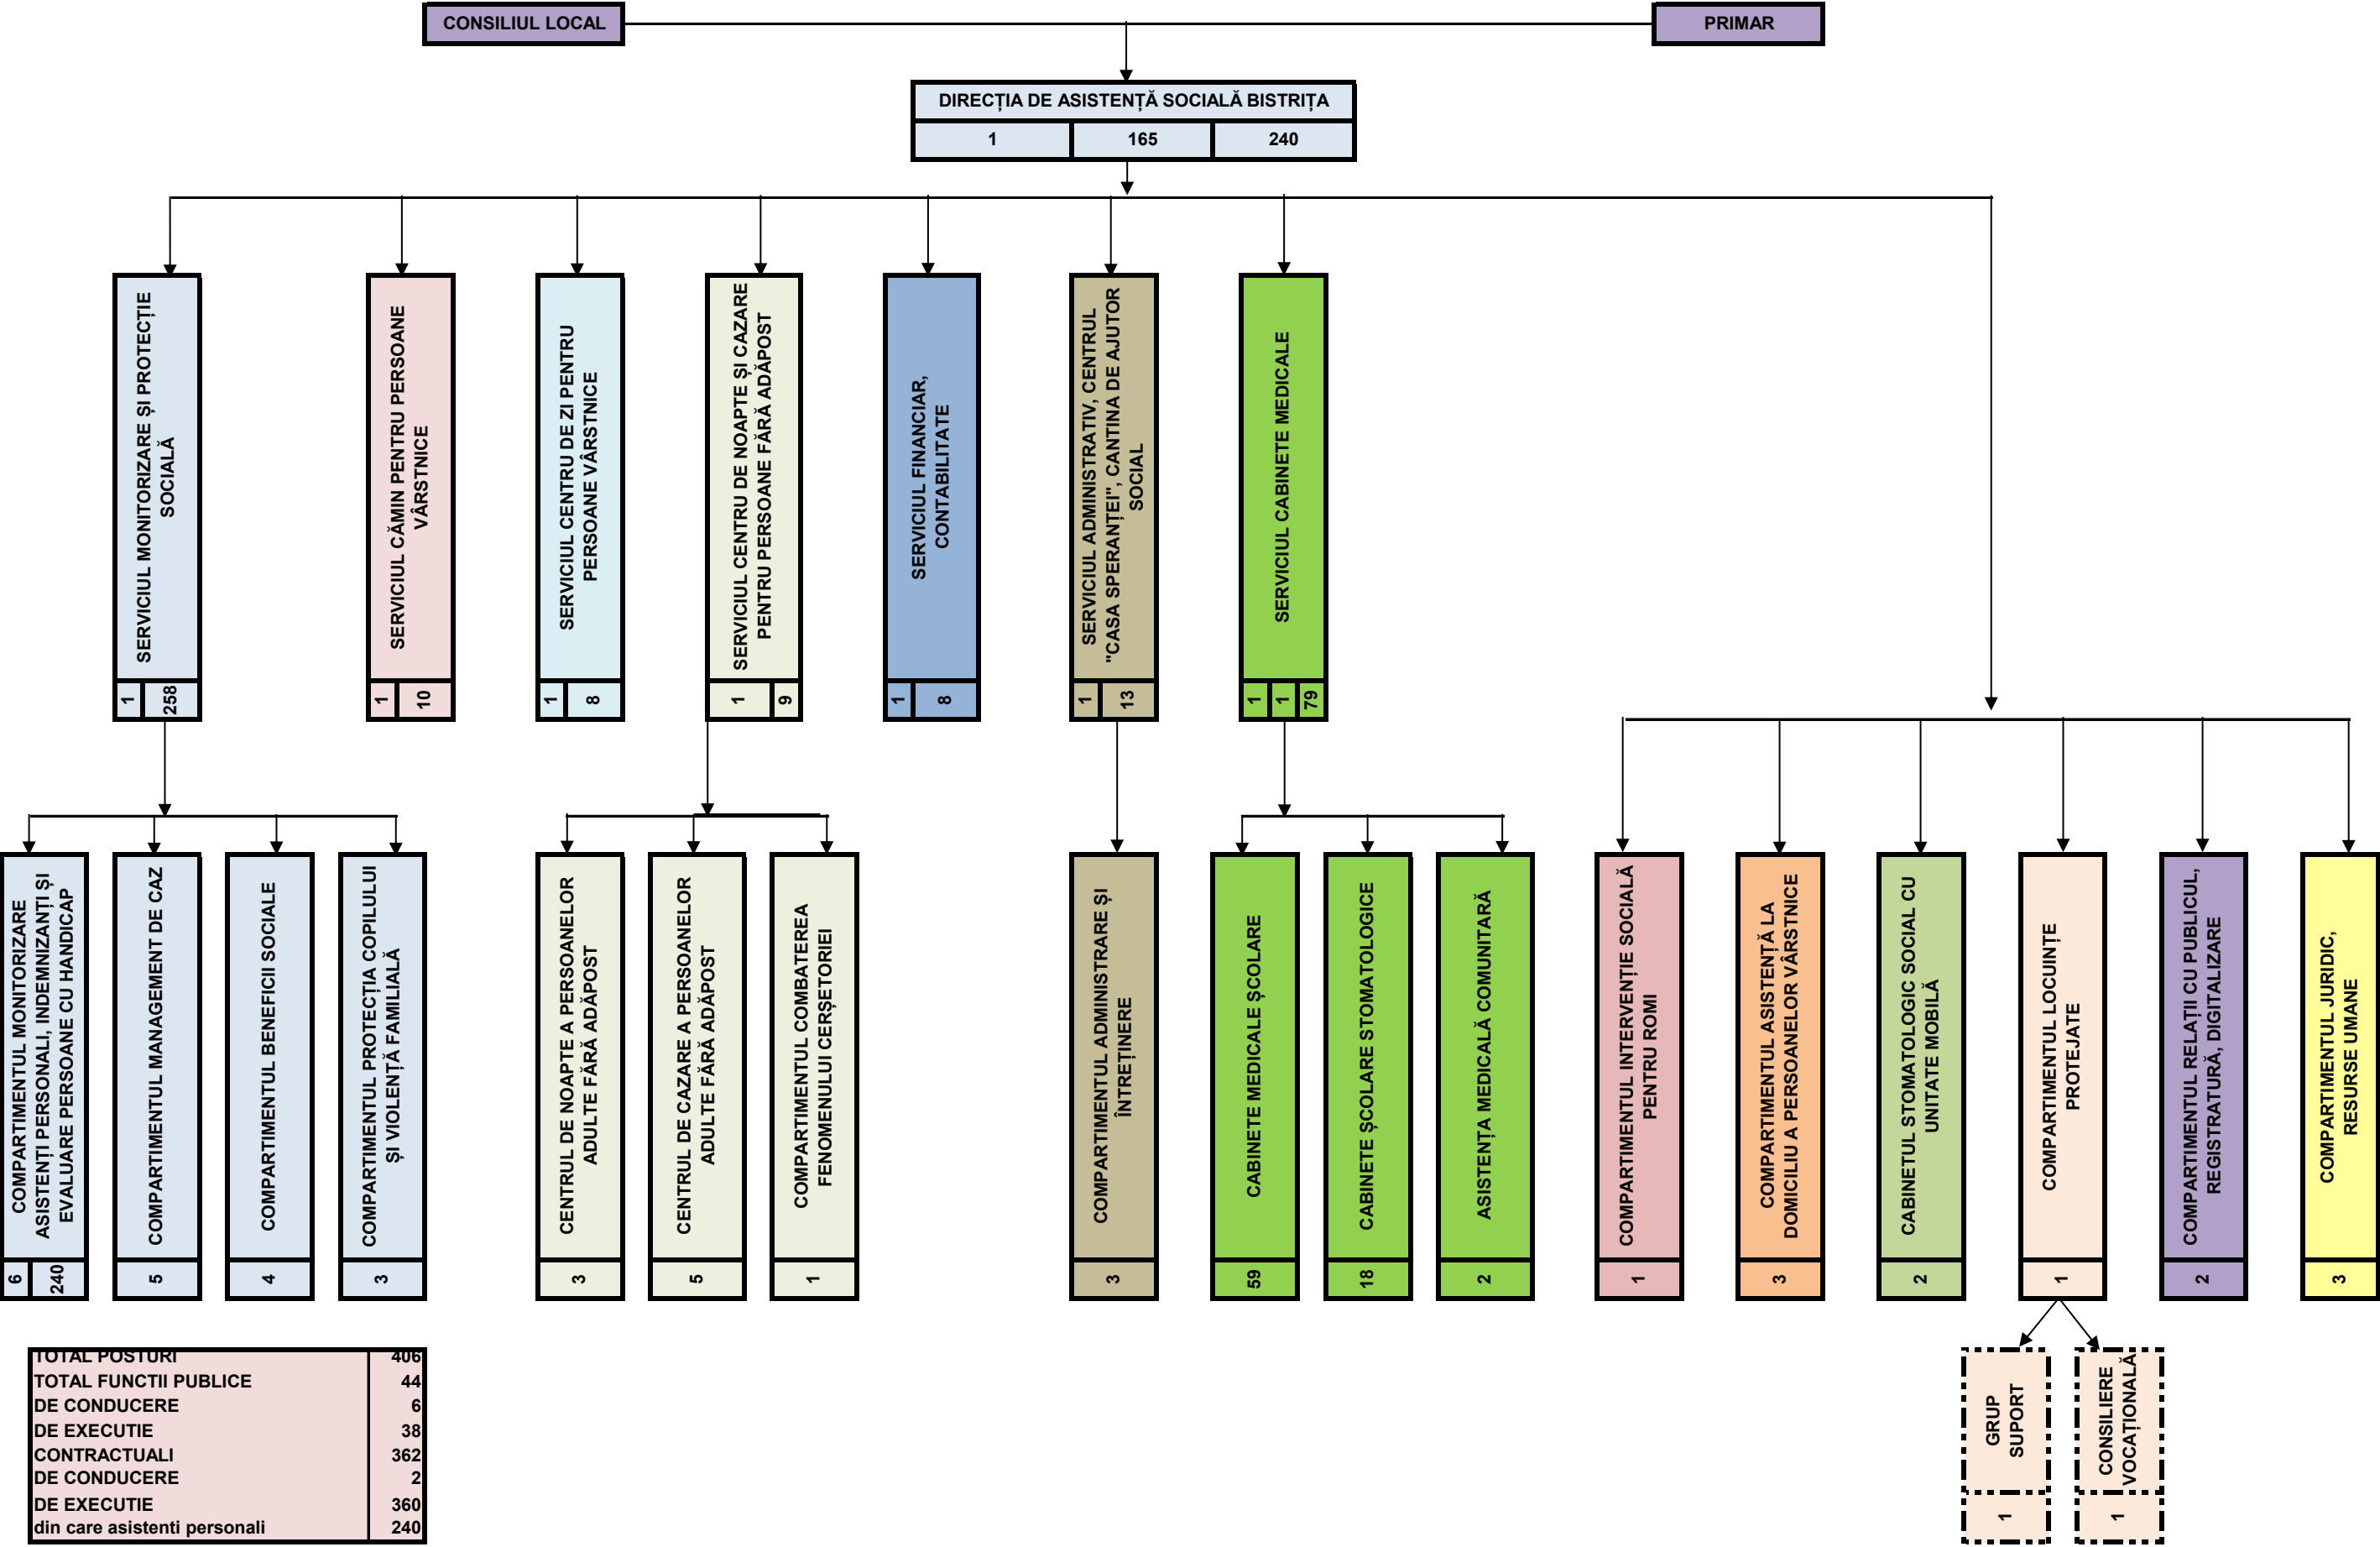 CONSILIUL LOCAL
PRIMAR
DIRECȚIA DE ASISTENȚĂ SOCIALĂ BISTRIȚA
1 165 240
SERVICIUL MONITORIZARE ȘI PROTECȚIE
SOCIALĂ
1 258
SERVICIUL CĂMIN PENTRU PERSOANE
VÂRSTNICE
1 10
SERVICIUL CENTRU DE ZI PENTRU
PERSOANE VÂRSTNICE
1 8
SERVICIUL CENTRU DE NOAPTE ȘI CAZARE
PENTRU PERSOANE FĂRĂ ADĂPOST
1 9
SERVICIUL FINANCIAR,
CONTABILITATE
1 8
SERVICIUL ADMINISTRATIV, CENTRUL
"CASA SPERANȚEI", CANTINA DE AJUTOR
SOCIAL
1 13
SERVICIUL CABINETE MEDICALE
1 1 79
COMPARTIMENTUL MONITORIZARE
ASISTENȚI PERSONALI, INDEMNIZANȚI ȘI
EVALUARE PERSOANE CU HANDICAP
6 240
COMPARTIMENTUL MANAGEMENT DE CAZ
5
COMPARTIMENTUL BENEFICII SOCIALE
4
COMPARTIMENTUL PROTECȚIA COPILULUI
ȘI VIOLENȚĂ FAMILIALĂ
3
CENTRUL DE NOAPTE A PERSOANELOR
ADULTE FĂRĂ ADĂPOST
3
CENTRUL DE CAZARE A PERSOANELOR
ADULTE FĂRĂ ADĂPOST
5
COMPARTIMENTUL COMBATEREA
FENOMENULUI CERȘETORIEI
1
COMPARTIMENTUL ADMINISTRARE ȘI
ÎNTREȚINERE
3
CABINETE MEDICALE ȘCOLARE
59
CABINETE ȘCOLARE STOMATOLOGICE
18
ASISTENȚA MEDICALĂ COMUNITARĂ
2
COMPARTIMENTUL INTERVENȚIE SOCIALĂ
PENTRU ROMI
1
COMPARTIMENTUL ASISTENȚĂ LA
DOMICILIU A PERSOANELOR VÂRSTNICE
3
CABINETUL STOMATOLOGIC SOCIAL CU
UNITATE MOBILĂ
2
COMPARTIMENTUL LOCUINȚE
PROTEJATE
1
COMPARTIMENTUL RELAȚII CU PUBLICUL,
REGISTRATURĂ, DIGITALIZARE
2
COMPARTIMENTUL JURIDIC,
RESURSE UMANE
3
GRUP
SUPORT
1
CONSILIERE
VOCAȚIONALĂ
1
TOTAL POSTURI 406
TOTAL FUNCTII PUBLICE 44
DE CONDUCERE 6
DE EXECUTIE 38
CONTRACTUALI 362
DE CONDUCERE 2
DE EXECUTIE 360
din care asistenti personali 240